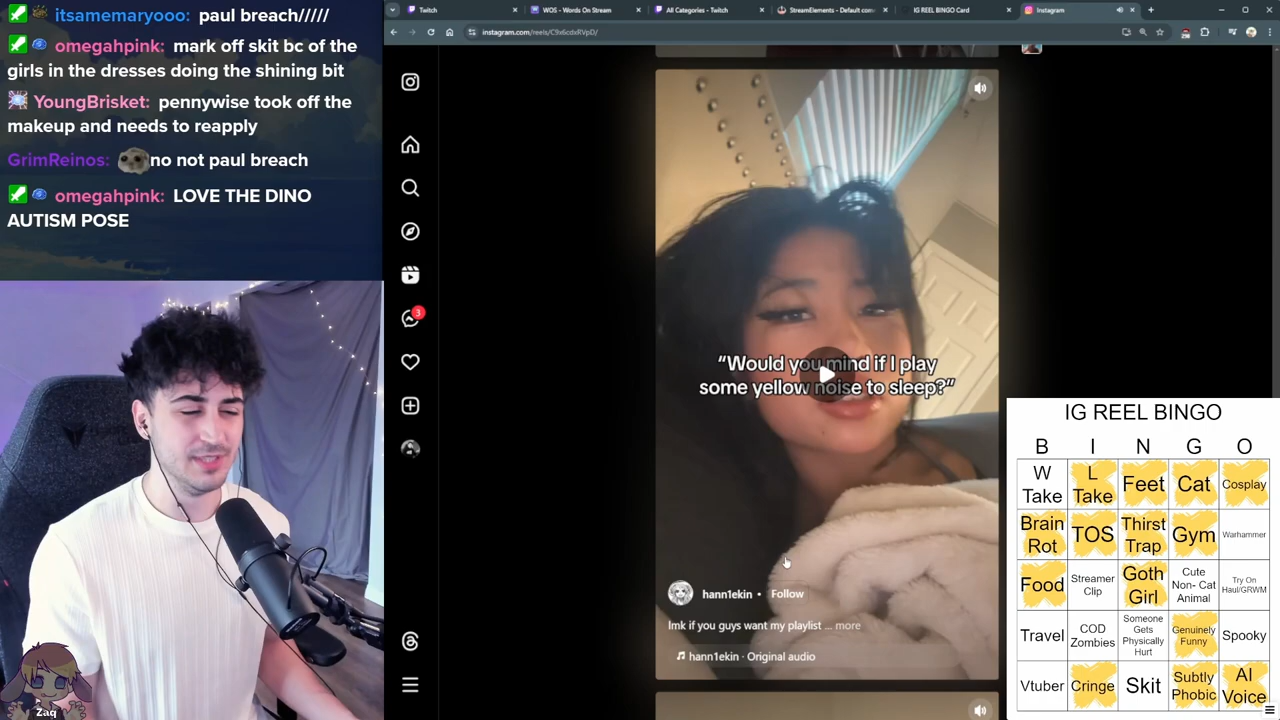 itsamemaryooo: paul breach/////
omegahpink: mark off skit bc of the
girls in the dresses doing the shining bit
YoungBrisket: pennywise took off the
makeup and needs to reapply
GrimReinos: no not paul breach
omegahpink: LOVE THE DINO
AUTISM POSE
Zaq
Twitch
WOS - Words On Stream
All Categories - Twitch
StreamElements - Default com
IG REEL BINGO Card
Instagram
instagram.com/reels/C9x6cdxRVpD/
3
"Would you mind if I play
some yellow noise to sleep?"
hann1ekin • Follow
lmk if you guys want my playlist ... more
hann1ekin · Original audio
IG REEL BINGO
B I N G O
W Take
L Take
Feet
Cat
Cosplay
Brain Rot
TOS
Thirst Trap
Gym
Warhammer
Food
Streamer Clip
Goth Girl
Cute Non- Cat Animal
Try On Haul/GRWM
Travel
COD Zombies
Someone Gets Physically Hurt
Genuinely Funny
Spooky
Vtuber
Cringe
Skit
Subtly Phobic
AI Voice